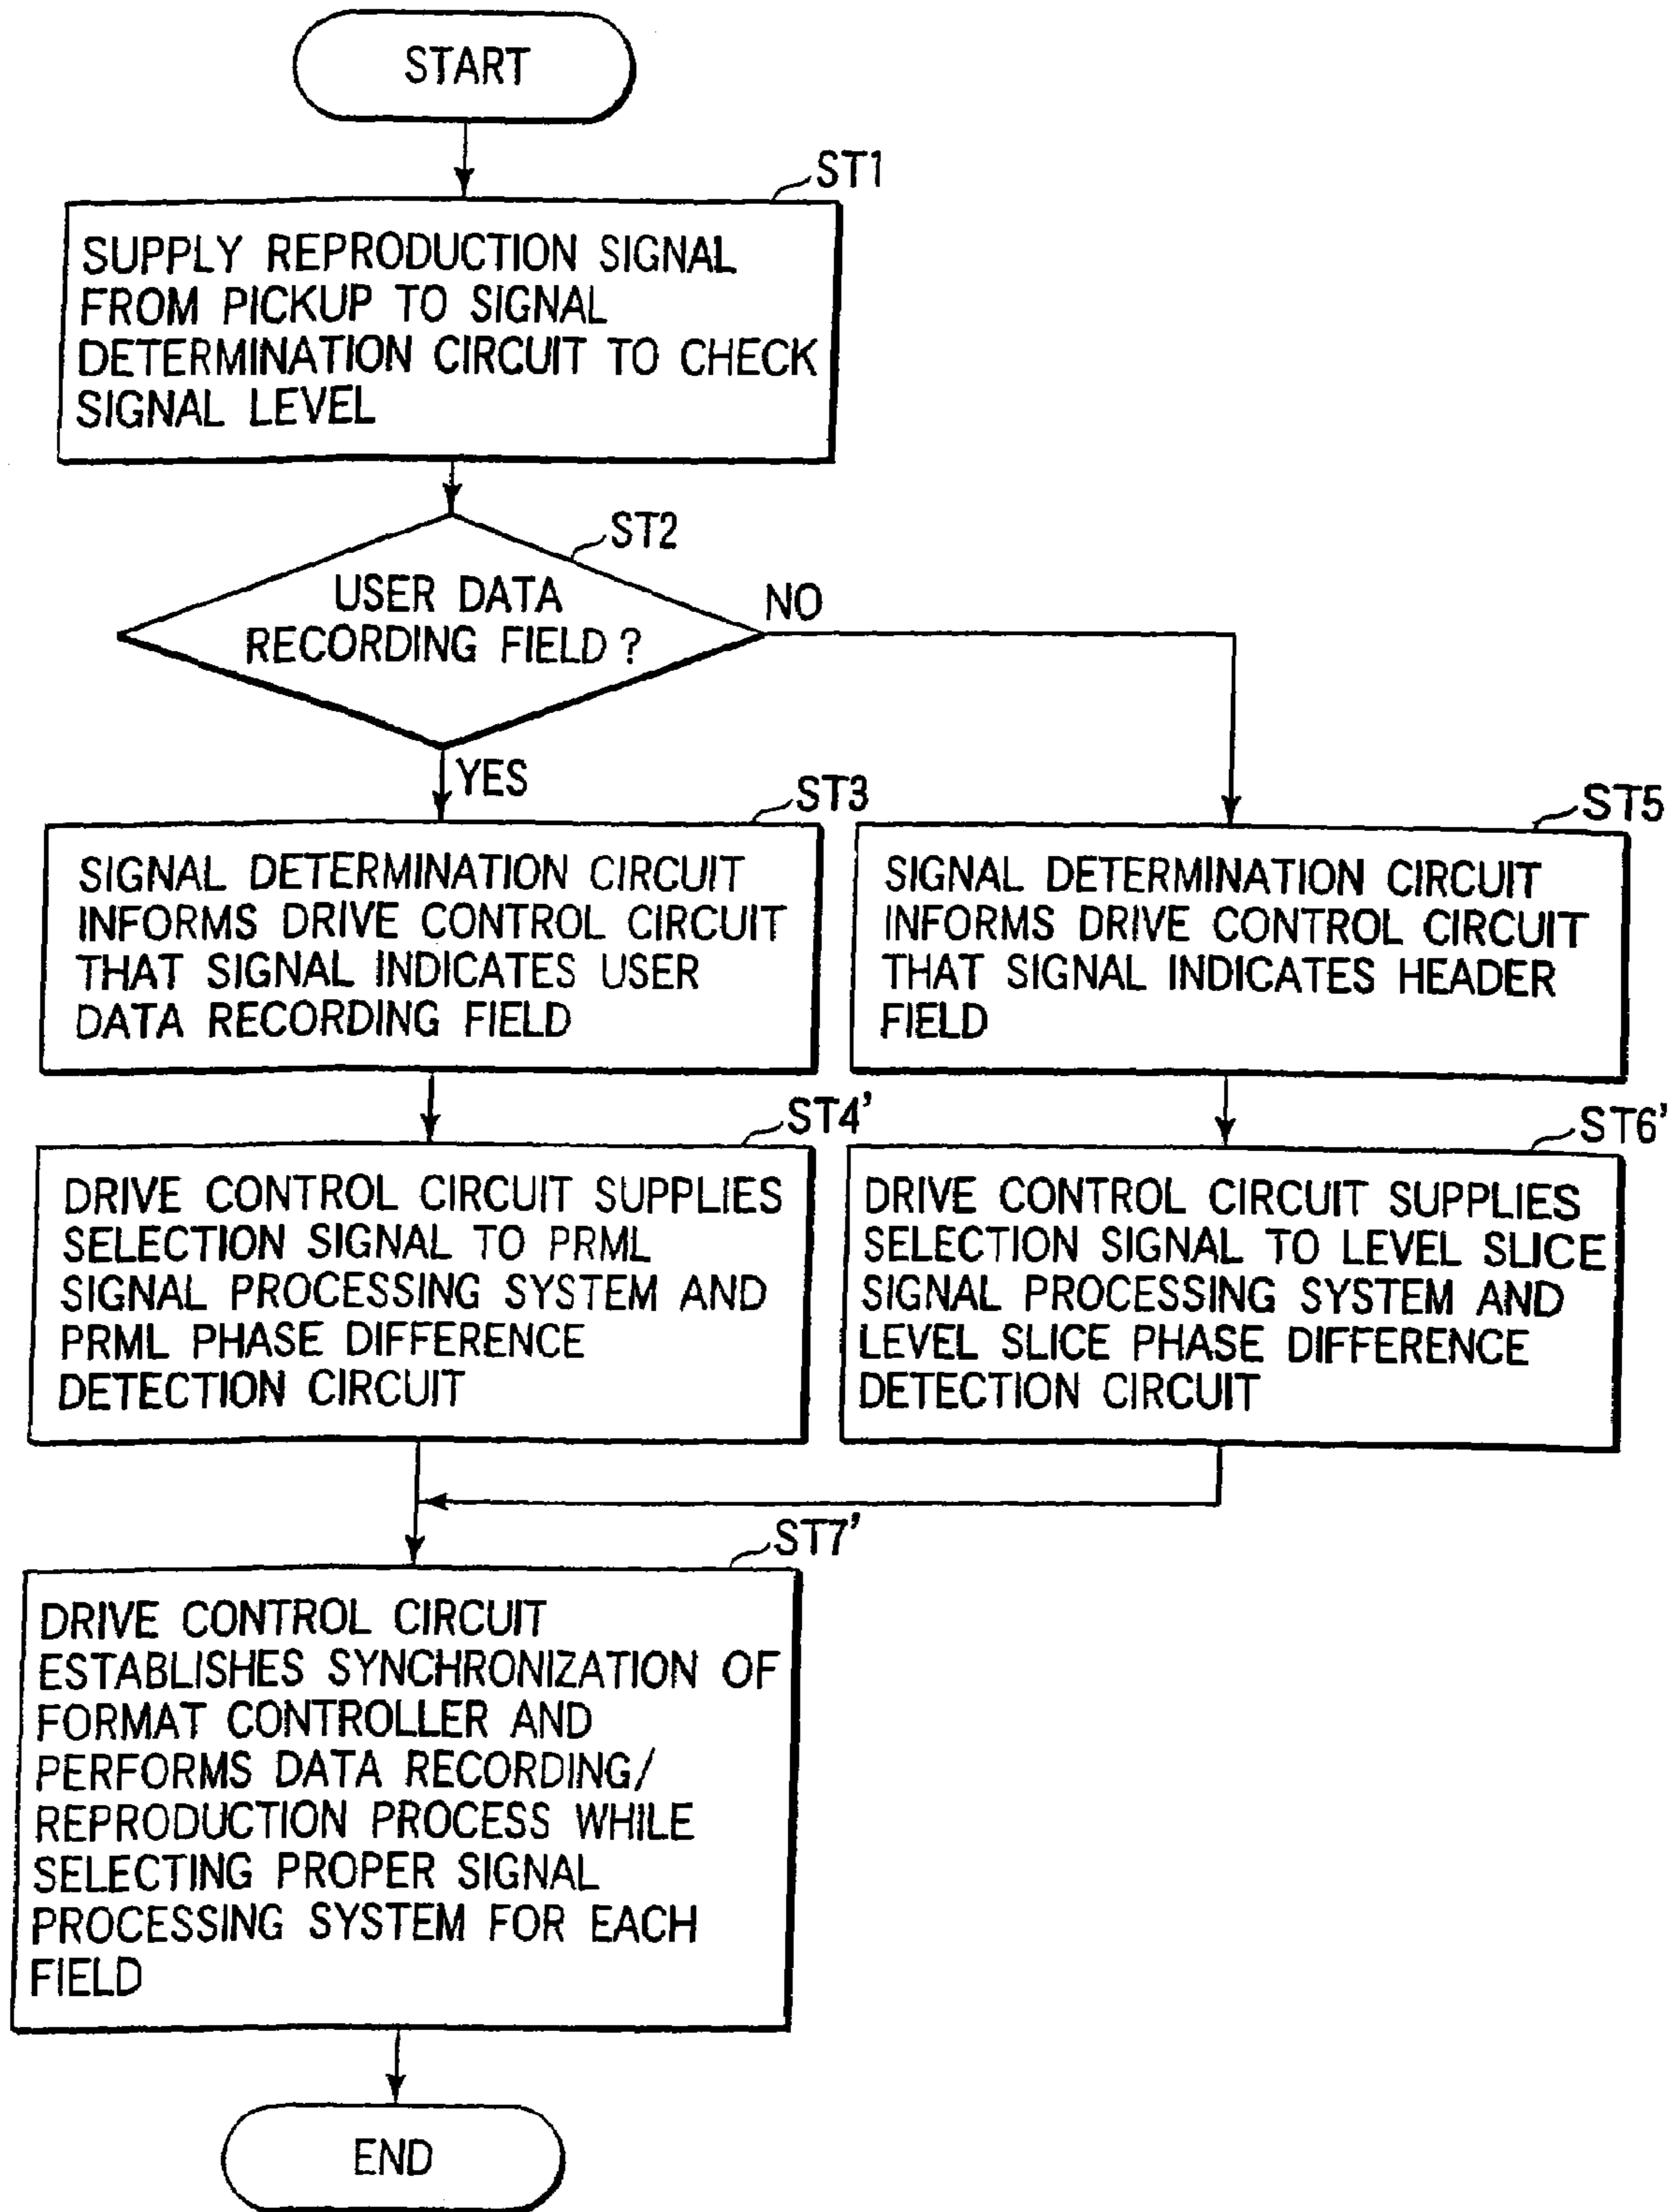 START
ST1
SUPPLY REPRODUCTION SIGNAL
FROM PICKUP TO SIGNAL
DETERMINATION CIRCUIT TO CHECK
SIGNAL LEVEL
ST2
USER DATA
RECORDING FIELD?
NO
YES
ST3
SIGNAL DETERMINATION CIRCUIT
INFORMS DRIVE CONTROL CIRCUIT
THAT SIGNAL INDICATES USER
DATA RECORDING FIELD
ST5
SIGNAL DETERMINATION CIRCUIT
INFORMS DRIVE CONTROL CIRCUIT
THAT SIGNAL INDICATES HEADER
FIELD
ST4'
DRIVE CONTROL CIRCUIT SUPPLIES
SELECTION SIGNAL TO PRML
SIGNAL PROCESSING SYSTEM AND
PRML PHASE DIFFERENCE
DETECTION CIRCUIT
ST6'
DRIVE CONTROL CIRCUIT SUPPLIES
SELECTION SIGNAL TO LEVEL SLICE
SIGNAL PROCESSING SYSTEM AND
LEVEL SLICE PHASE DIFFERENCE
DETECTION CIRCUIT
ST7'
DRIVE CONTROL CIRCUIT
ESTABLISHES SYNCHRONIZATION OF
FORMAT CONTROLLER AND
PERFORMS DATA RECORDING/
REPRODUCTION PROCESS WHILE
SELECTING PROPER SIGNAL
PROCESSING SYSTEM FOR EACH
FIELD
END